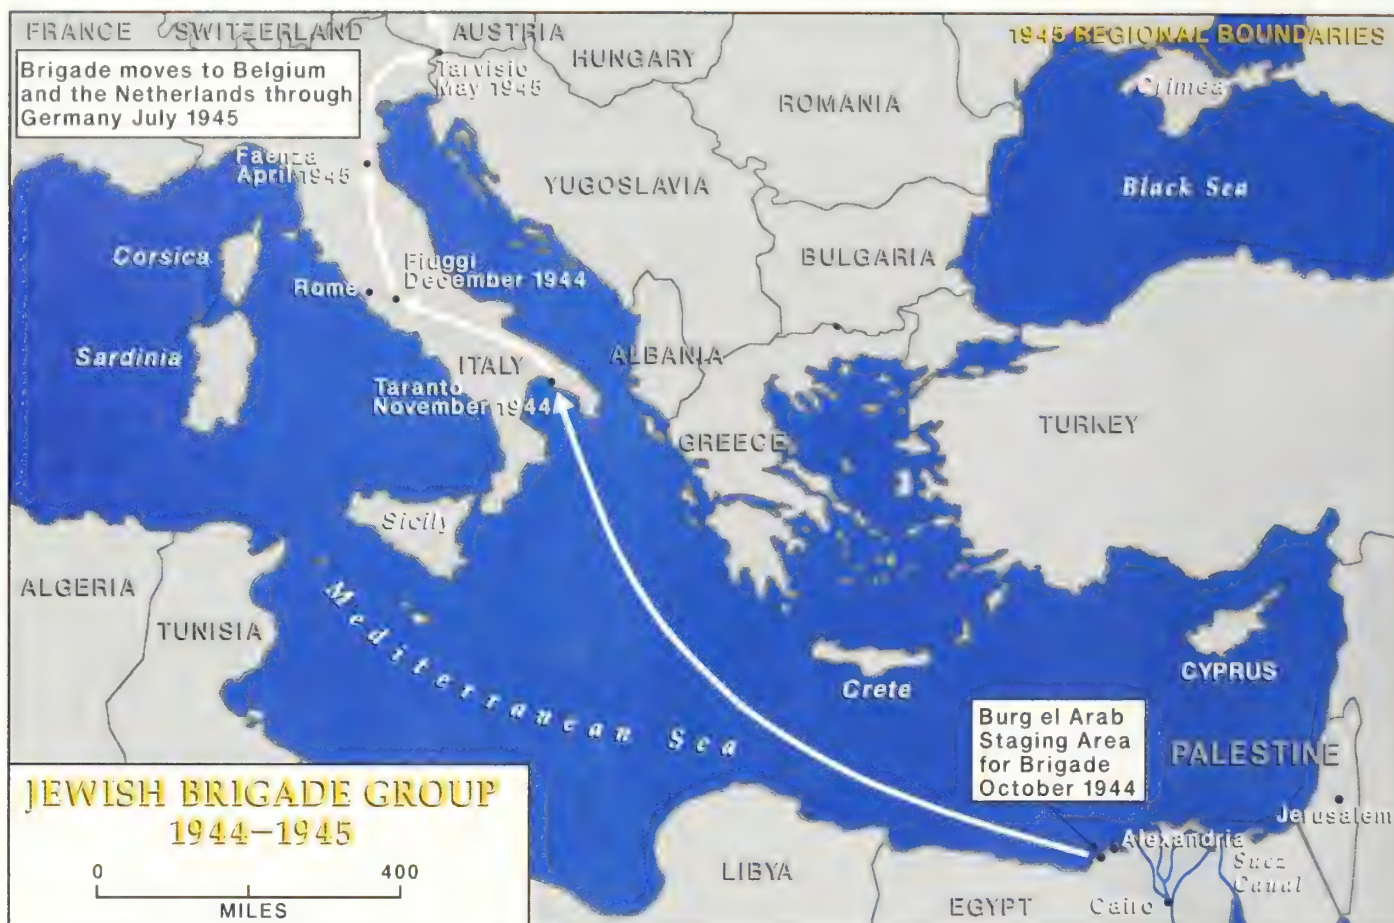 FRANCE
SWITZERLAND
AUSTRIA
HUNGARY
1945 REGIONAL BOUNDARIES
Brigade moves to Belgium
and the Netherlands through
Germany July 1945
Tarvisio
May 1945
ROMANIA
Crimea
Faenza
April 1945
YUGOSLAVIA
Black Sea
Corsica
Fiuggi
December 1944
BULGARIA
Rome
Sardinia
ITALY
ALBANIA
Taranto
November 1944
GREECE
TURKEY
Sicily
ALGERIA
TUNISIA
Mediterranean Sea
Crete
CYPRUS
Burg el Arab
Staging Area
for Brigade
October 1944
PALESTINE
Jerusalem
JEWISH BRIGADE GROUP
1944–1945
0 400
MILES
LIBYA
Alexandria
Suez
Canal
EGYPT
Cairo